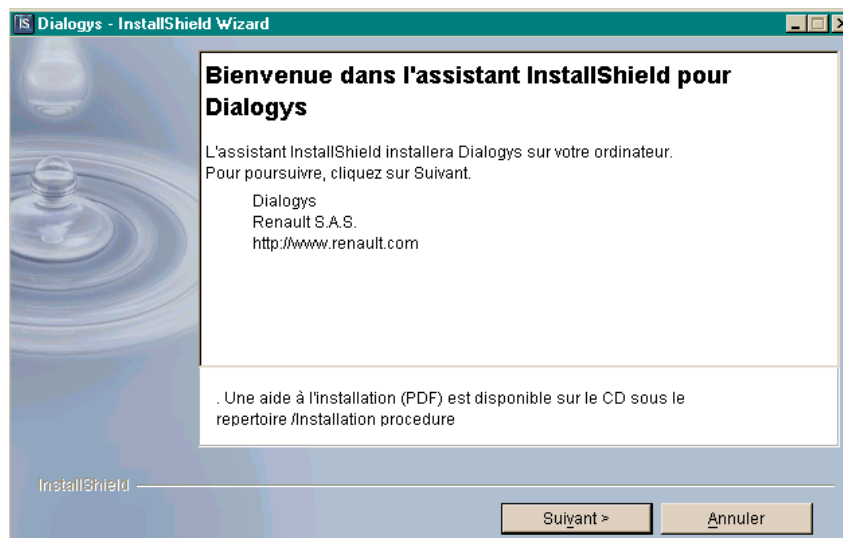 Dialogys - InstallShield Wizard
Bienvenue dans l'assistant InstallShield pour
Dialogys
L'assistant InstallShield installera Dialogys sur votre ordinateur.
Pour poursuivre, cliquez sur Suivant.
Dialogys
Renault S.A.S.
http://www.renault.com
. Une aide à l'installation (PDF) est disponible sur le CD sous le
repertoire /Installation procedure
InstallShield
Suivant >
Annuler